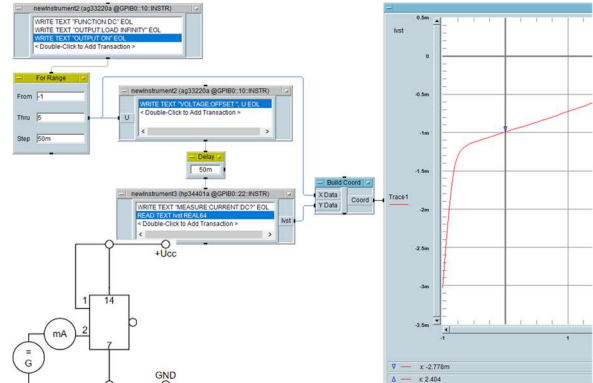 newInstrument2 (ag33220a @GPIB0::10::INSTR)
WRITE TEXT "FUNCTION:DC" EOL
WRITE TEXT "OUTPUT:LOAD INFINITY" EOL
WRITE TEXT "OUTPUT ON" EOL
< Double-Click to Add Transaction >
For Range
From -1
Thru 5
Step 50m
newInstrument2 (ag33220a @GPIB0::10::INSTR)
U
WRITE TEXT "VOLTAGE:OFFSET ", U EOL
< Double-Click to Add Transaction >
Delay
50m
newInstrument3 (hp34401a @GPIB0::22::INSTR)
WRITE TEXT "MEASURE:CURRENT:DC?" EOL
READ TEXT Ivst REAL64
< Double-Click to Add Transaction >
Ivst
Build Coord
X Data
Y Data
Coord
+Ucc
1
14
mA
2
7
=
G
GND
Ivst
Trace1
0.5m
0
-0.5m
-1m
-1.5m
-2m
-2.5m
-3m
-3.5m
-1
1
x: -2.778m
x: 2.404